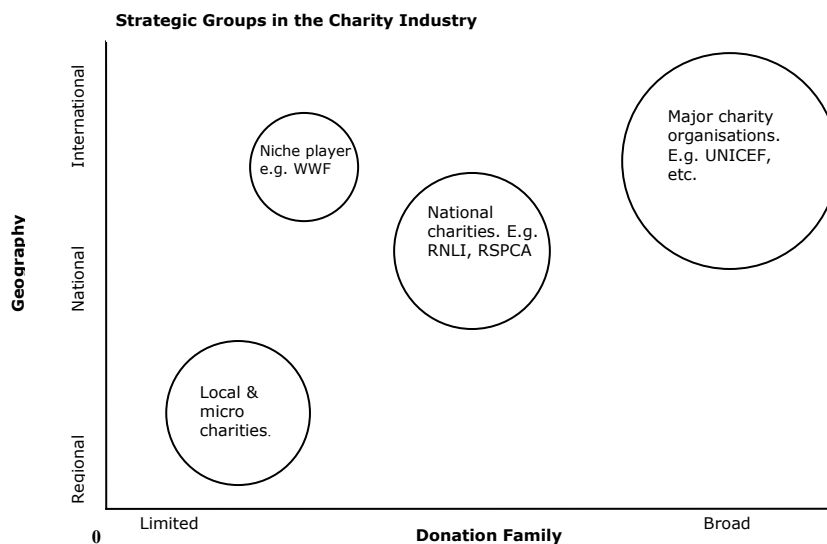 Strategic Groups in the Charity Industry
International
National
Regional
Geography
Niche player
e.g. WWF
Major charity
organisations.
E.g. UNICEF,
etc.
National
charities. E.g.
RNLI, RSPCA
Local &
micro
charities.
0
Limited
Donation Family
Broad